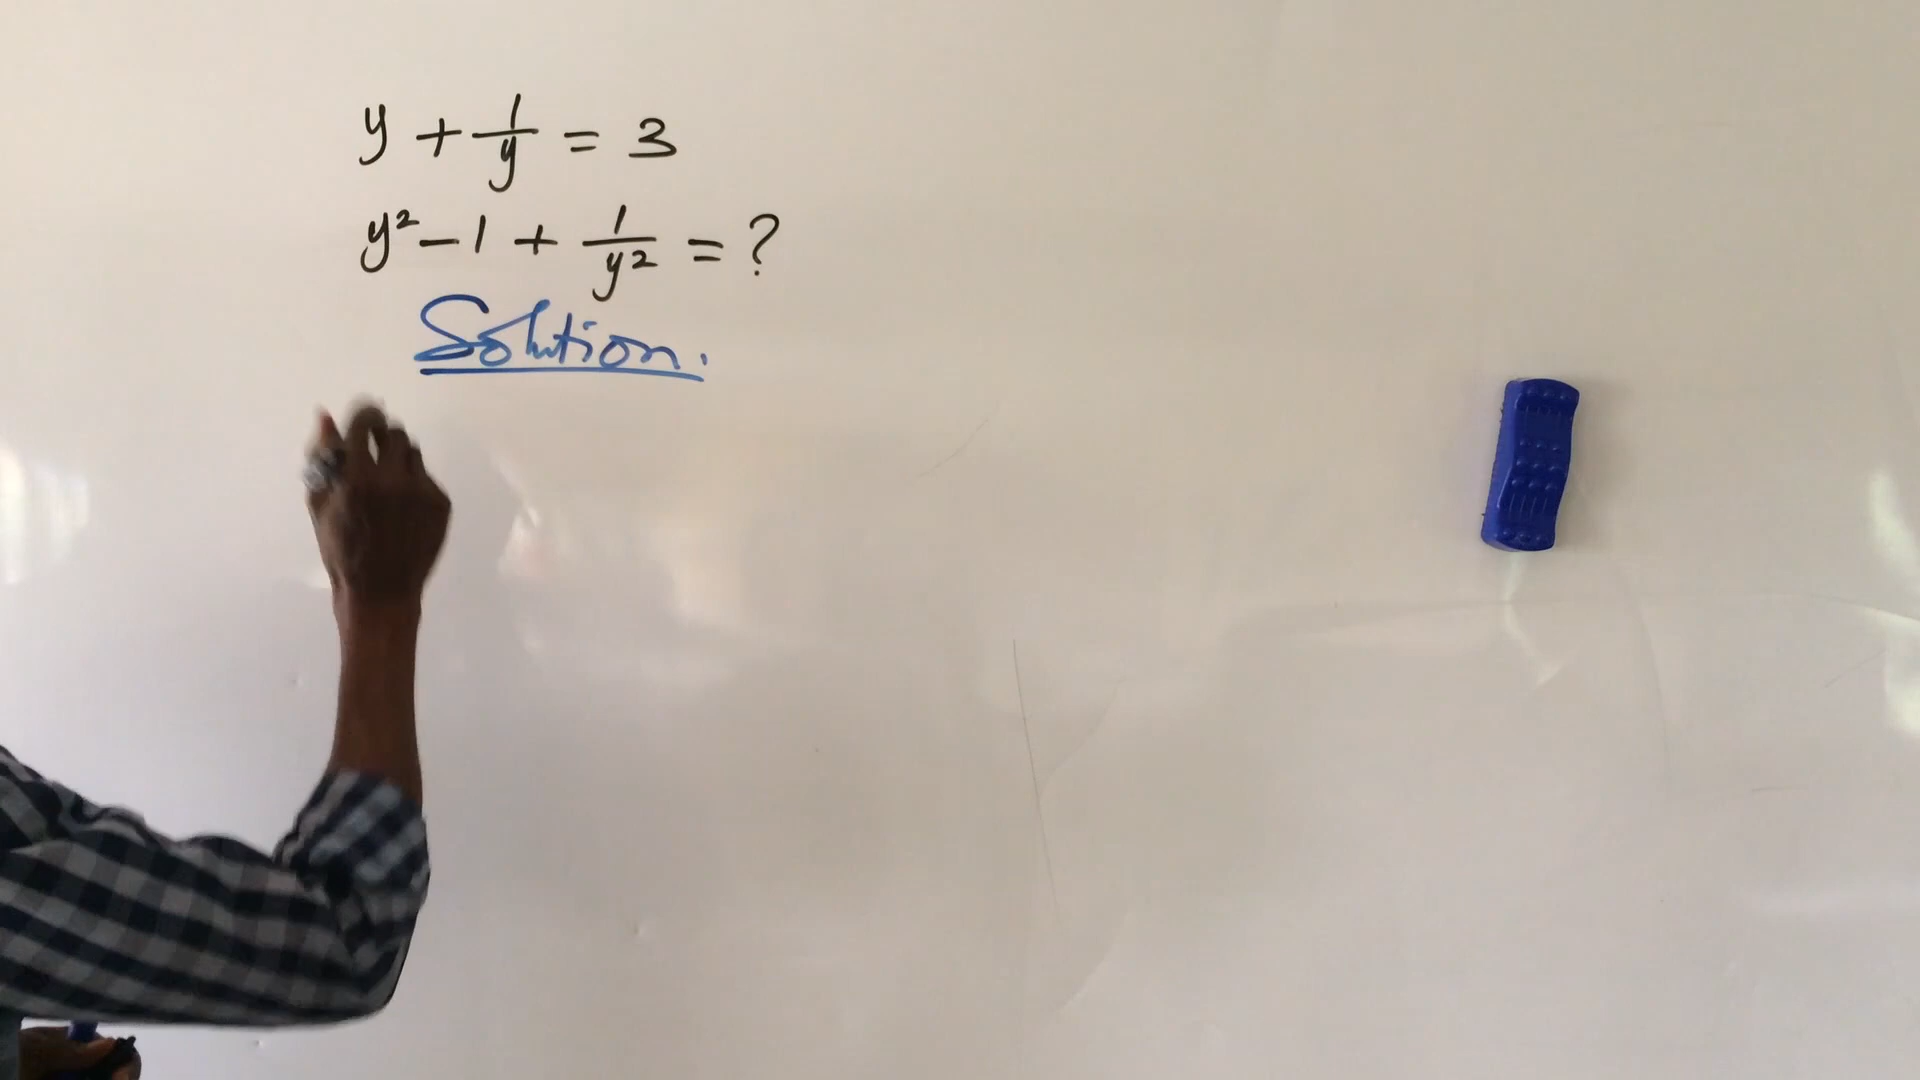 y + 1/y = 3
y² - 1 + 1/y² = ?
Solution.